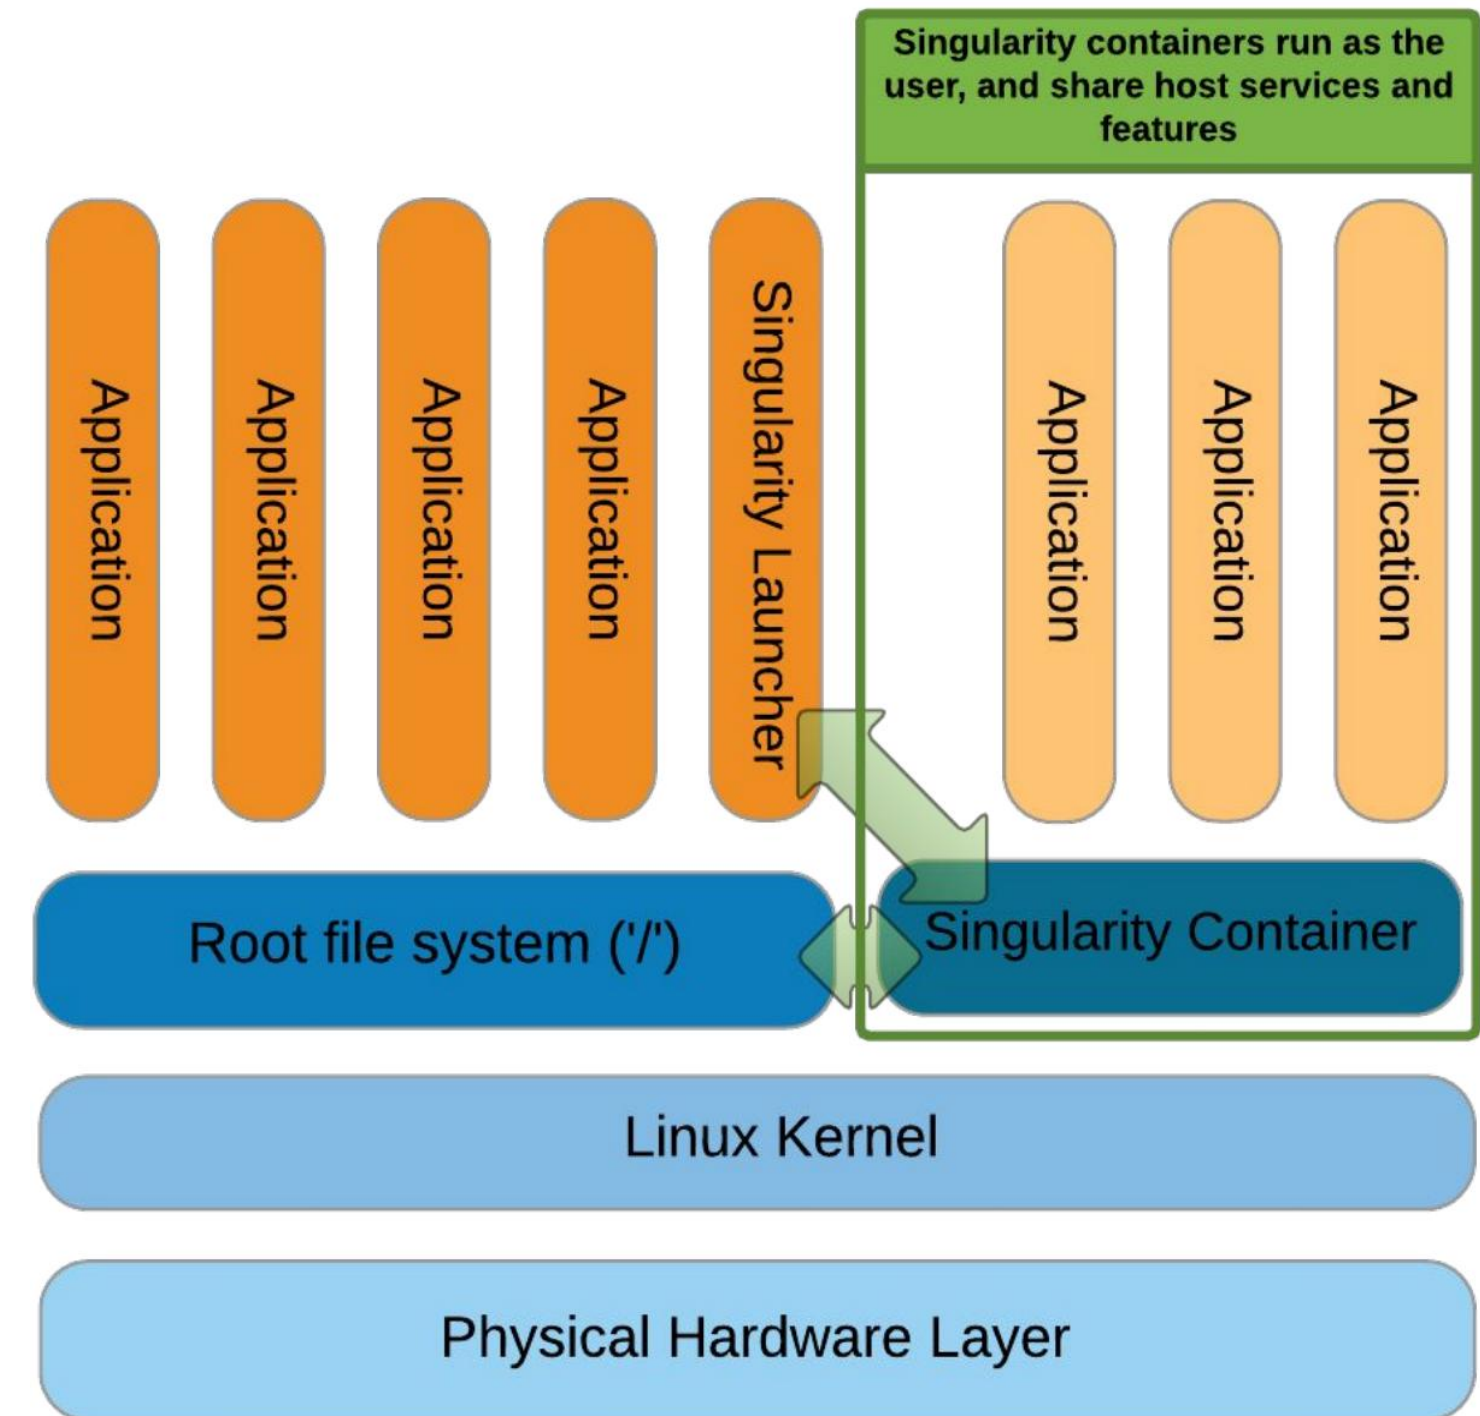 Singularity containers run as the
user, and share host services and
features
Application
Application
Application
Application
Singularity Launcher
Application
Application
Application
Root file system ('/')
Singularity Container
Linux Kernel
Physical Hardware Layer